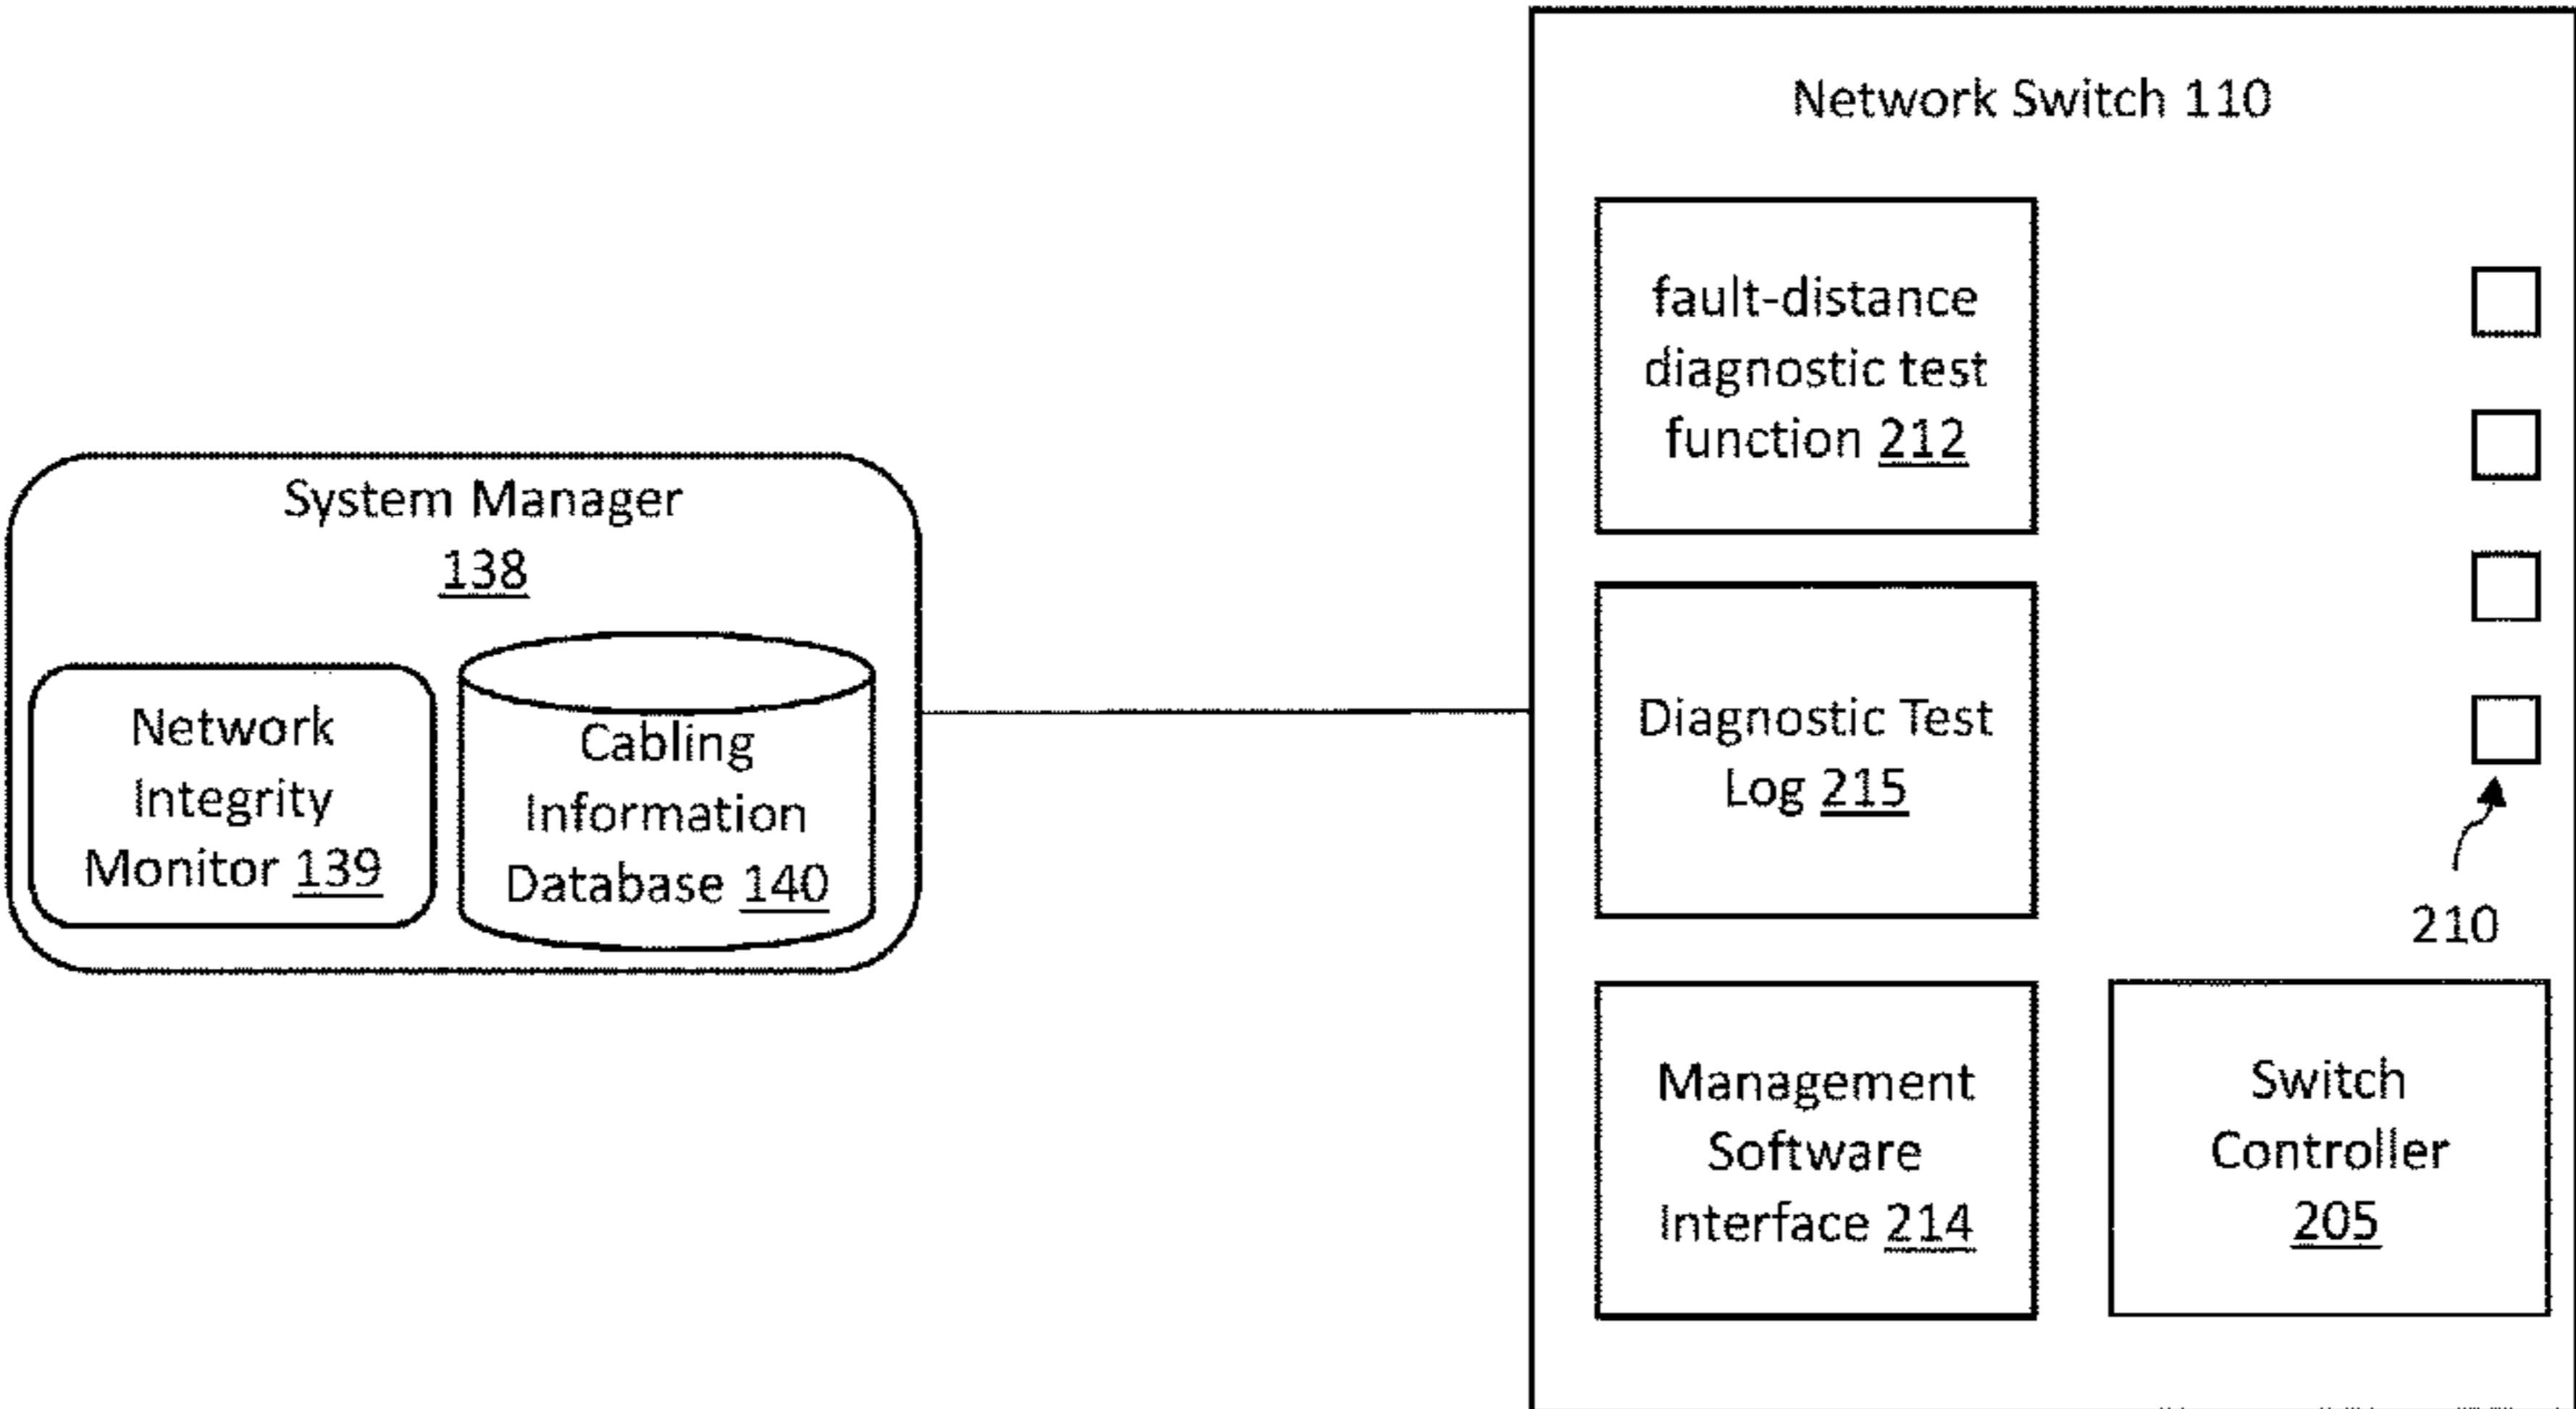 Network Switch 110
fault-distance
diagnostic test
function 212
System Manager
138
Network
Integrity
Monitor 139
Cabling
Information
Database 140
Diagnostic Test
Log 215
210
Management
Software
Interface 214
Switch
Controller
205